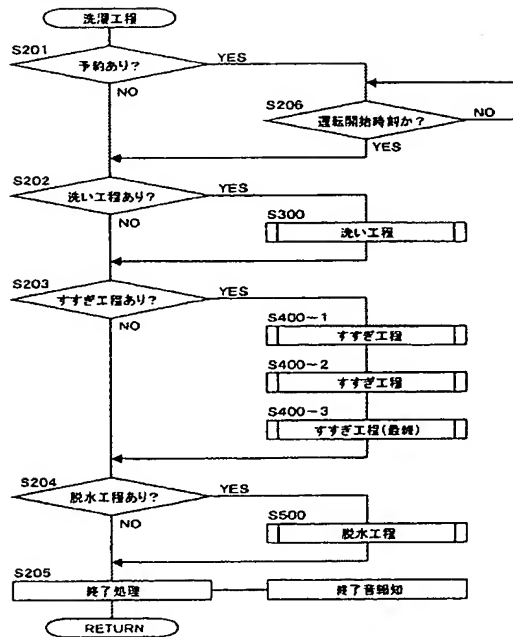 洗濯工程
S201
予約あり?
YES
NO
S206
運転開始時刻か?
NO
YES
S202
洗い工程あり?
YES
NO
S300
洗い工程
S203
すすぎ工程あり?
YES
NO
S400-1
すすぎ工程
S400-2
すすぎ工程
S400-3
すすぎ工程(最終)
S204
脱水工程あり?
YES
NO
S500
脱水工程
S205
終了処理
終了音報知
RETURN